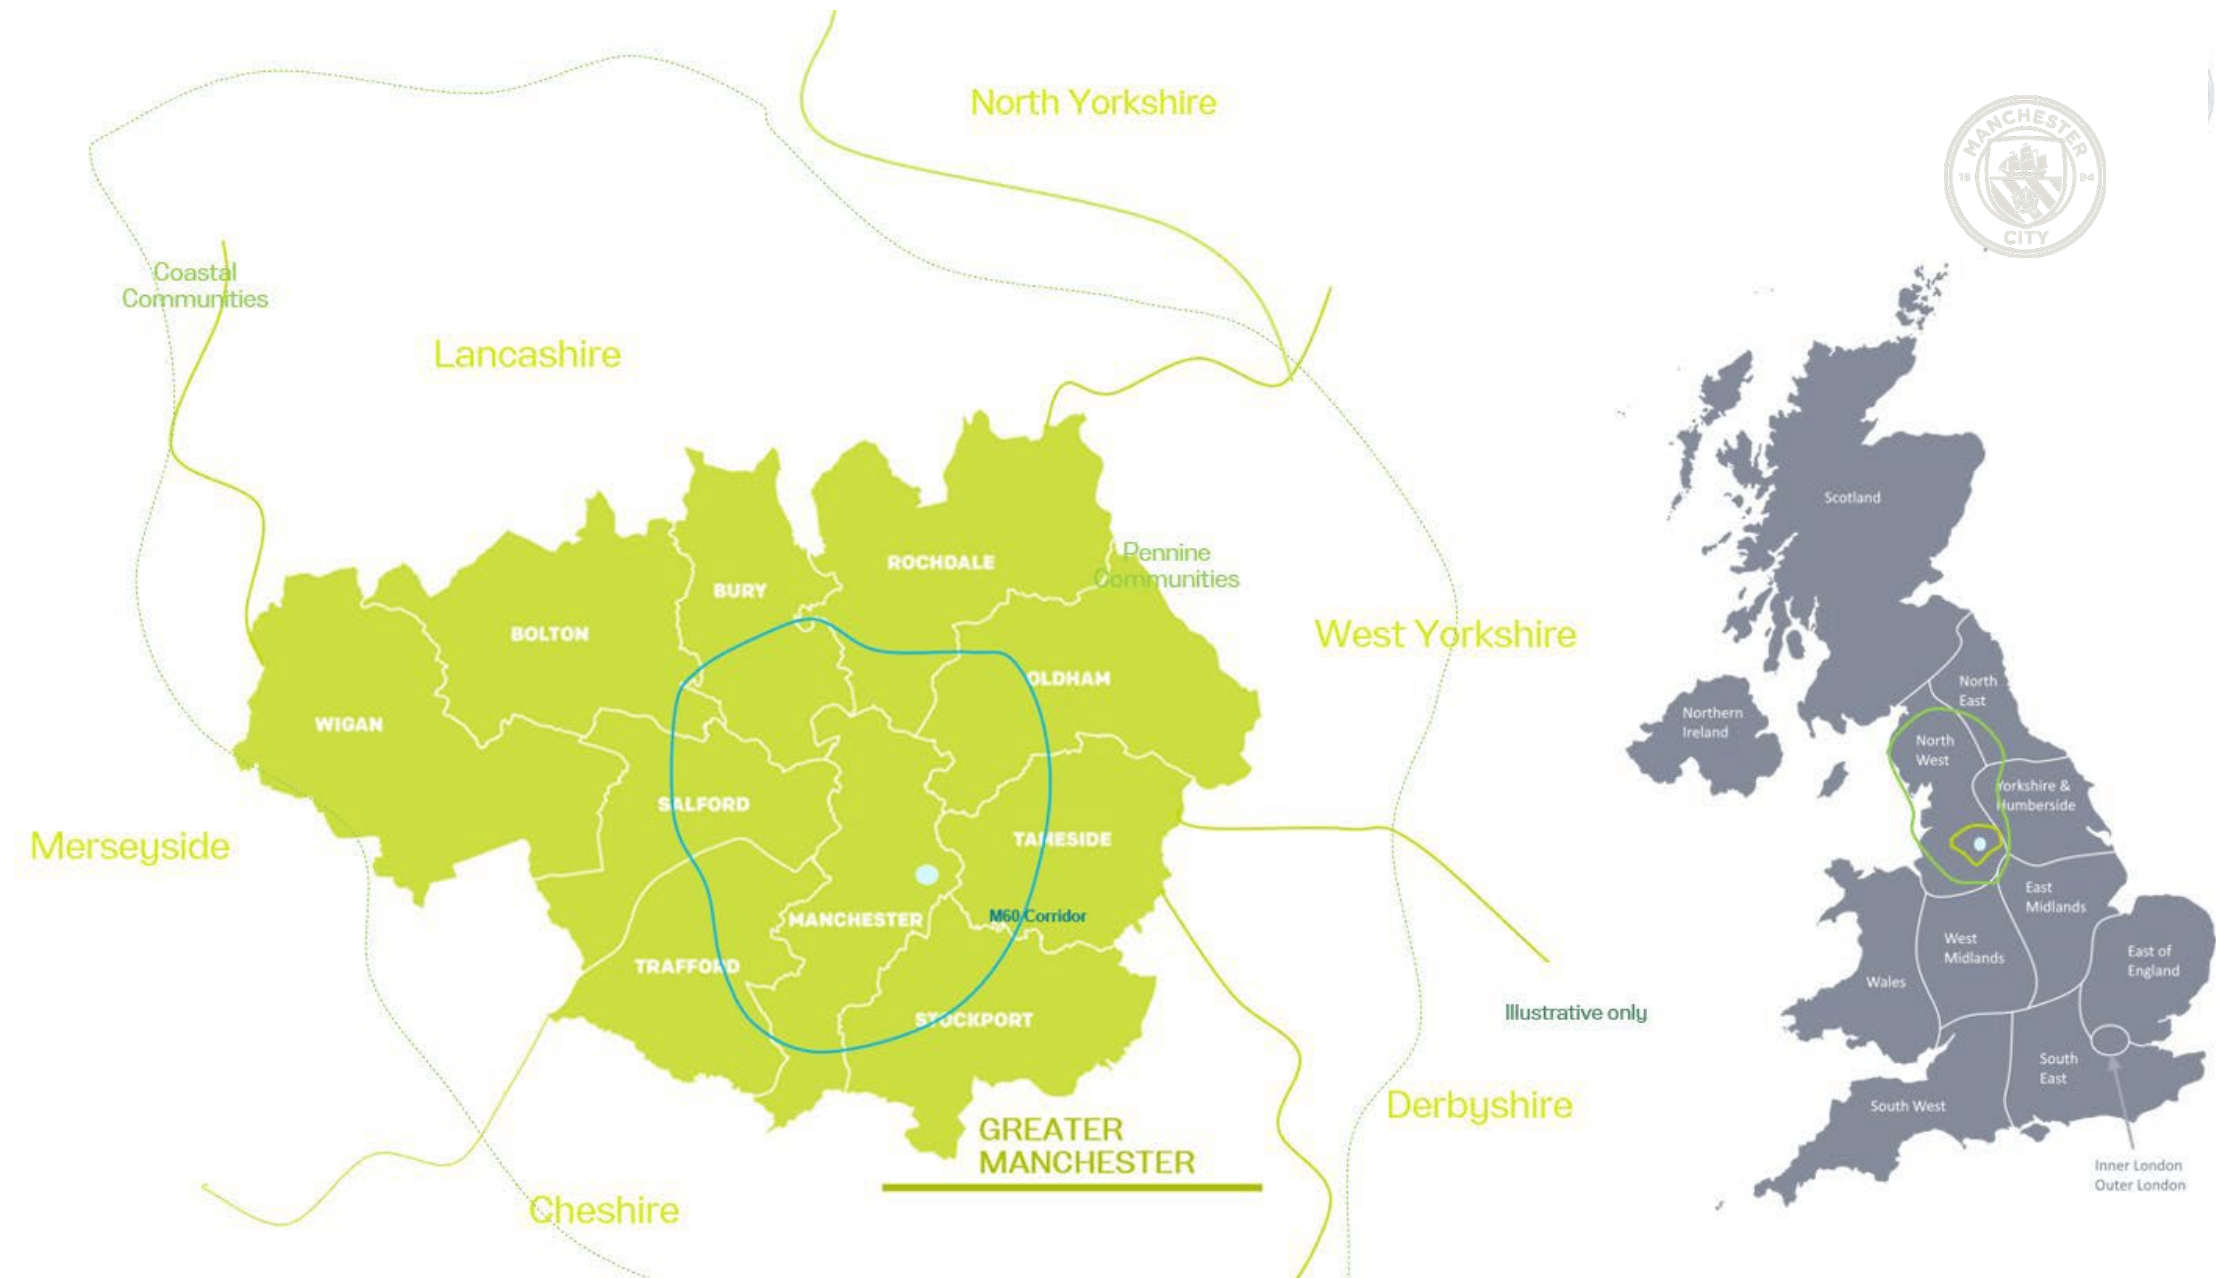 North Yorkshire
MANCHESTER
18 94
CITY
Coastal
Communities
Lancashire
Scotland
Pennine
Communities
ROCHDALE
BURY
BOLTON
West Yorkshire
OLDHAM
WIGAN
North
East
Northern
Ireland
North
West
Yorkshire &
Humberside
SALFORD
TAMESIDE
Merseyside
East
Midlands
MANCHESTER
M60 Corridor
West
Midlands
East of
England
TRAFFORD
Wales
STOCKPORT
Illustrative only
South
East
Derbyshire
South West
GREATER
MANCHESTER
Inner London
Outer London
Cheshire